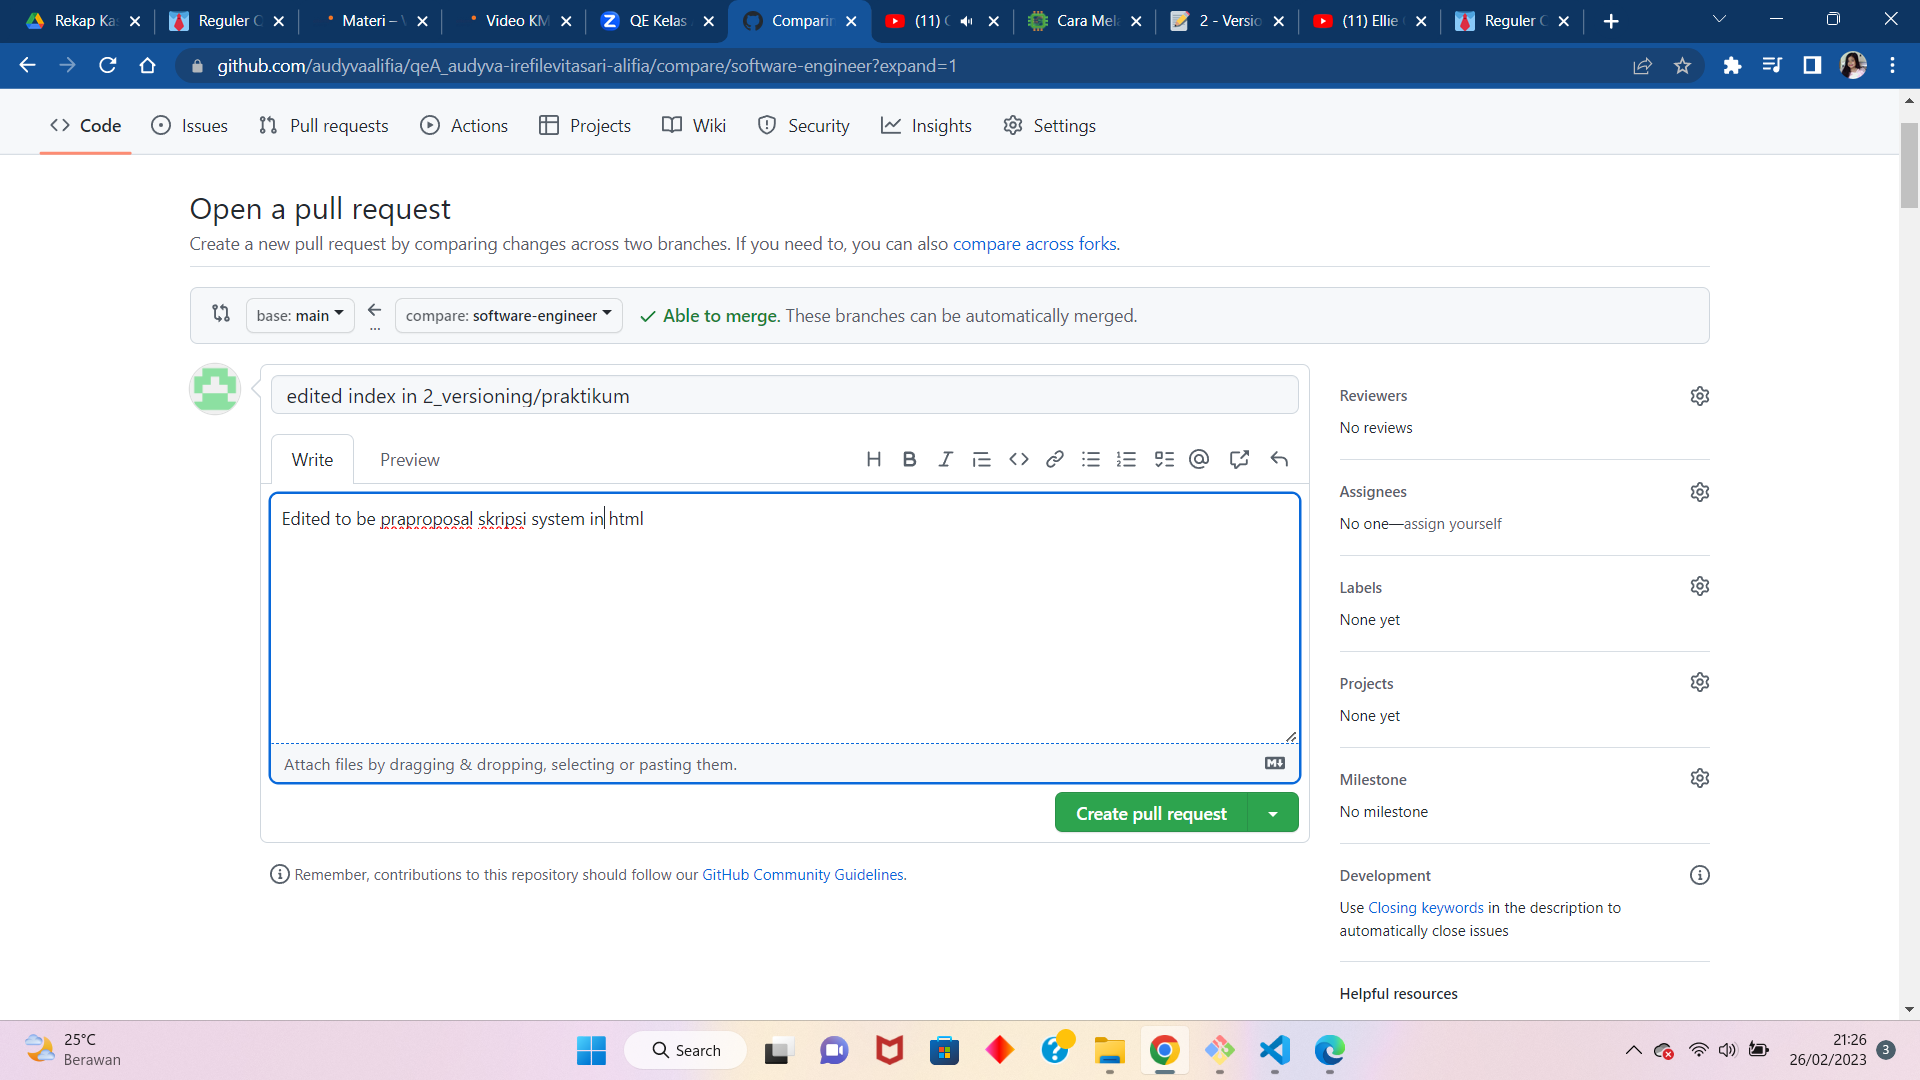 Rekap Ka
Reguler C
Materi –
Video KM
QE Kelas
Comparin
(11)
Cara Mel
2 - Versio
(11) Ellie
Reguler C
github.com/audyvaalifia/qeA_audyva-irefilevitasari-alifia/compare/software-engineer?expand=1
Code
Issues
Pull requests
Actions
Projects
Wiki
Security
Insights
Settings
Open a pull request
Create a new pull request by comparing changes across two branches. If you need to, you can also compare across forks.
base: main
...
compare: software-engineer
Able to merge. These branches can be automatically merged.
edited index in 2_versioning/praktikum
Write
Preview
Edited to be praproposal skripsi system in html
Attach files by dragging & dropping, selecting or pasting them.
Create pull request
Remember, contributions to this repository should follow our GitHub Community Guidelines.
Reviewers
No reviews
Assignees
No one—assign yourself
Labels
None yet
Projects
None yet
Milestone
No milestone
Development
Use Closing keywords in the description to
automatically close issues
Helpful resources
25°C
Berawan
Search
21:26
26/02/2023
3